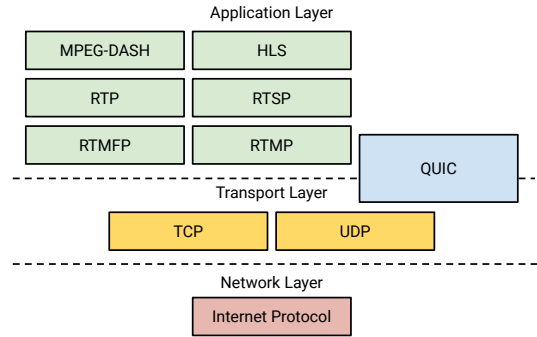 Application Layer
MPEG-DASH
HLS
RTP
RTSP
RTMFP
RTMP
QUIC
Transport Layer
TCP
UDP
Network Layer
Internet Protocol